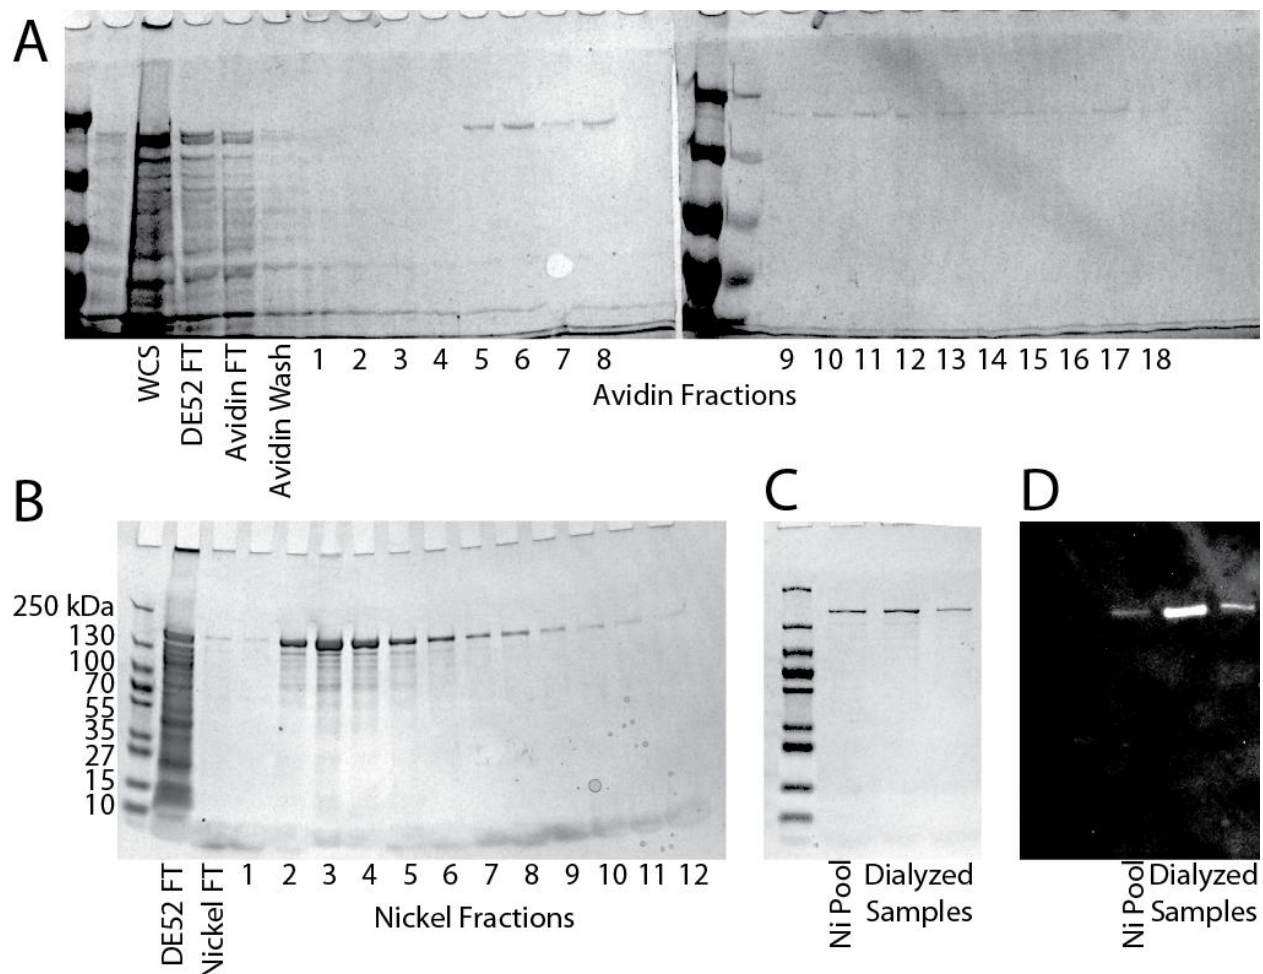 A
WCS
DE52 FT
Avidin FT
Avidin Wash
1 2 3 4 5 6 7 8
9 10 11 12 13 14 15 16 17 18
Avidin Fractions
B
250 kDa
130
100
70
55
35
27
15
10
DE52 FT
Nickel FT
1 2 3 4 5 6 7 8 9 10 11 12
Nickel Fractions
C
Ni Pool
Dialyzed
Samples
D
Ni Pool
Dialyzed
Samples